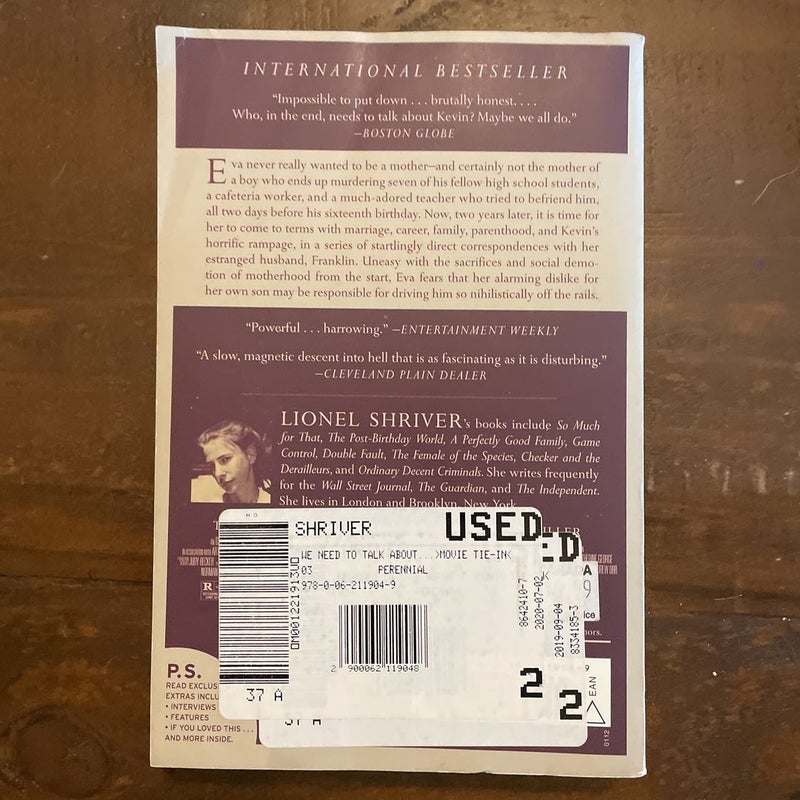 INTERNATIONAL BESTSELLER
“Impossible to put down . . . brutally honest. . . .
Who, in the end, needs to talk about Kevin? Maybe we all do.”
—BOSTON GLOBE
Eva never really wanted to be a mother—and certainly not the mother of
a boy who ends up murdering seven of his fellow high school students,
a cafeteria worker, and a much-adored teacher who tried to befriend him,
all two days before his sixteenth birthday. Now, two years later, it is time for
her to come to terms with marriage, career, family, parenthood, and Kevin’s
horrific rampage, in a series of startlingly direct correspondences with her
estranged husband, Franklin. Uneasy with the sacrifices and social demo-
tion of motherhood from the start, Eva fears that her alarming dislike for
her own son may be responsible for driving him so nihilistically off the rails.
“Powerful . . . harrowing.” —ENTERTAINMENT WEEKLY
“A slow, magnetic descent into hell that is as fascinating as it is disturbing.”
—CLEVELAND PLAIN DEALER
LIONEL SHRIVER’s books include So Much
for That, The Post-Birthday World, A Perfectly Good Family, Game
Control, Double Fault, The Female of the Species, Checker and the
Derailleurs, and Ordinary Decent Criminals. She writes frequently
for the Wall Street Journal, The Guardian, and The Independent.
She lives in London and Brooklyn, New York
SHRIVER
USED
ED
WE NEED TO TALK ABOUT...>MOVIE TIE-IN<
03 PERENNIAL
978-0-06-211904-9
8642410-7
2020-07-02
2019-09-04
8334185-3
2 900062 119048
37 A
2
2
37 A
R
A
9
ice
hors.
9
EAN
0112
P.S.
READ EXCLUS
EXTRAS INCLU
• INTERVIEWS
• FEATURES
• IF YOU LOVED THIS . . .
AND MORE INSIDE.